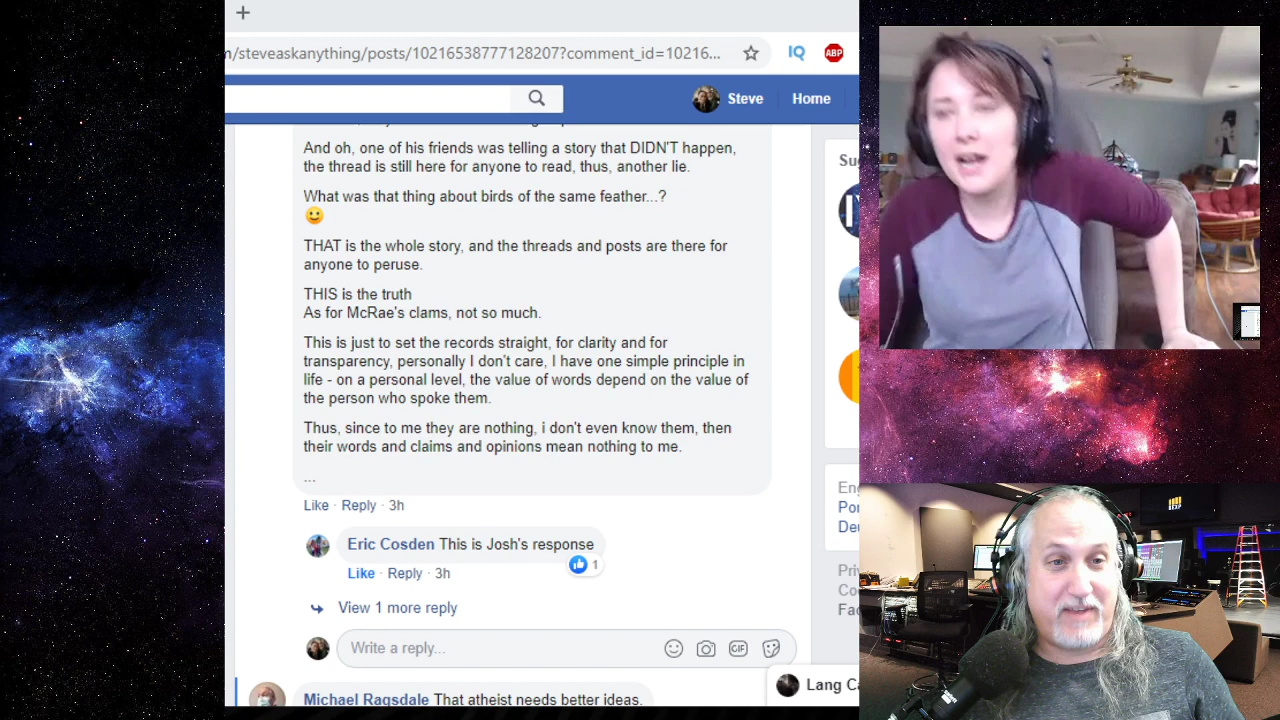 m/steveaskanything/posts/10216538777128207?comment_id=10216...
IQ
ABP
Steve
Home
And oh, one of his friends was telling a story that DIDN'T happen,
the thread is still here for anyone to read, thus, another lie.
What was that thing about birds of the same feather...?
THAT is the whole story, and the threads and posts are there for
anyone to peruse.
THIS is the truth
As for McRae's clams, not so much.
This is just to set the records straight, for clarity and for
transparency, personally I don't care, I have one simple principle in
life - on a personal level, the value of words depend on the value of
the person who spoke them.
Thus, since to me they are nothing, i don't even know them, then
their words and claims and opinions mean nothing to me.
...
Like · Reply · 3h
Eric Cosden This is Josh's response
1
Like · Reply · 3h
View 1 more reply
Write a reply...
GIF
Michael Ragsdale That atheist needs better ideas.
Su
Eng
Por
Deu
Priv
Coo
Fac
Lang Ca